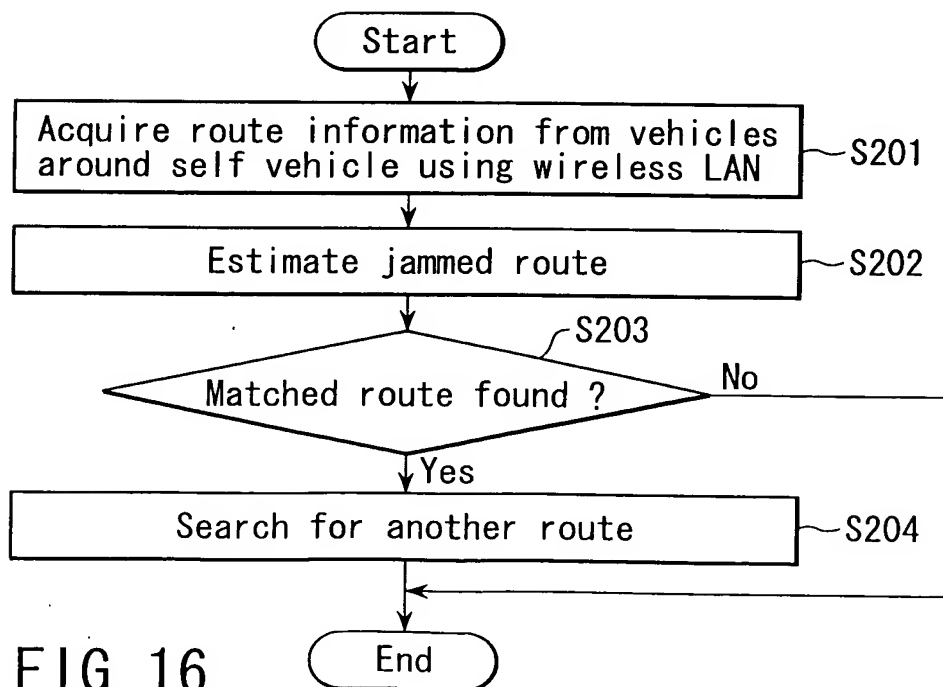 Start
Acquire route information from vehicles
around self vehicle using wireless LAN
S201
Estimate jammed route
S202
S203
Matched route found ?
No
Yes
Search for another route
S204
End
FIG 16